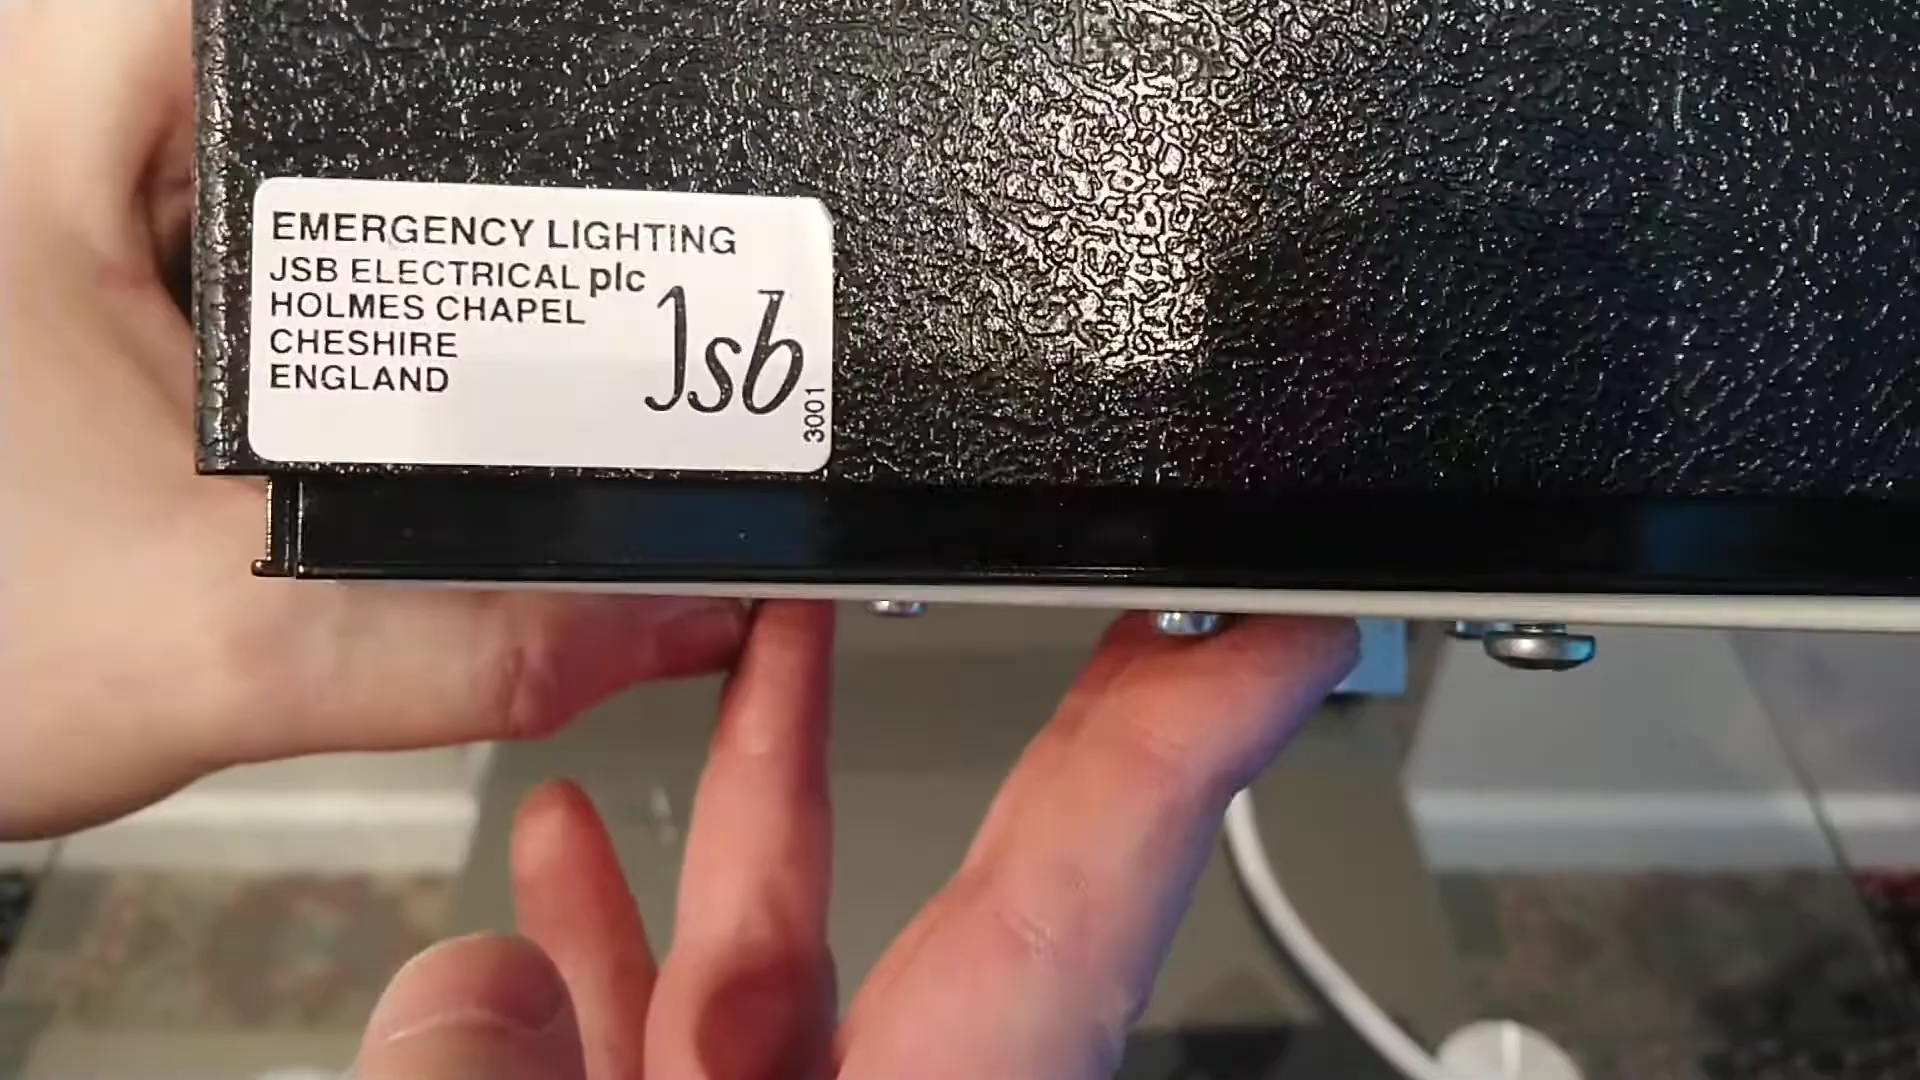 EMERGENCY LIGHTING
JSB ELECTRICAL plc
HOLMES CHAPEL
CHESHIRE
ENGLAND
Jsb
3001